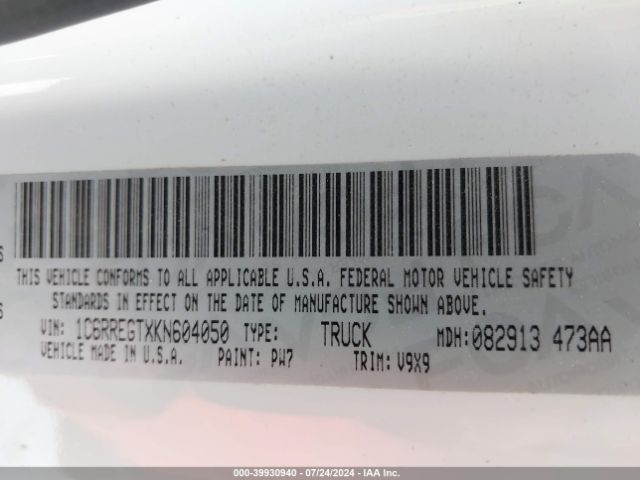 THIS VEHICLE CONFORMS TO ALL APPLICABLE U.S.A. FEDERAL MOTOR VEHICLE SAFETY
STANDARDS IN EFFECT ON THE DATE OF MANUFACTURE SHOWN ABOVE.
VIN: 1C6RREGTXKN604050 TYPE: TRUCK MDH:082913 473AA
VEHICLE MADE IN U.S.A. PAINT: PW7 TRIM: V9X9
000-39930940 - 07/24/2024 - IAA Inc.